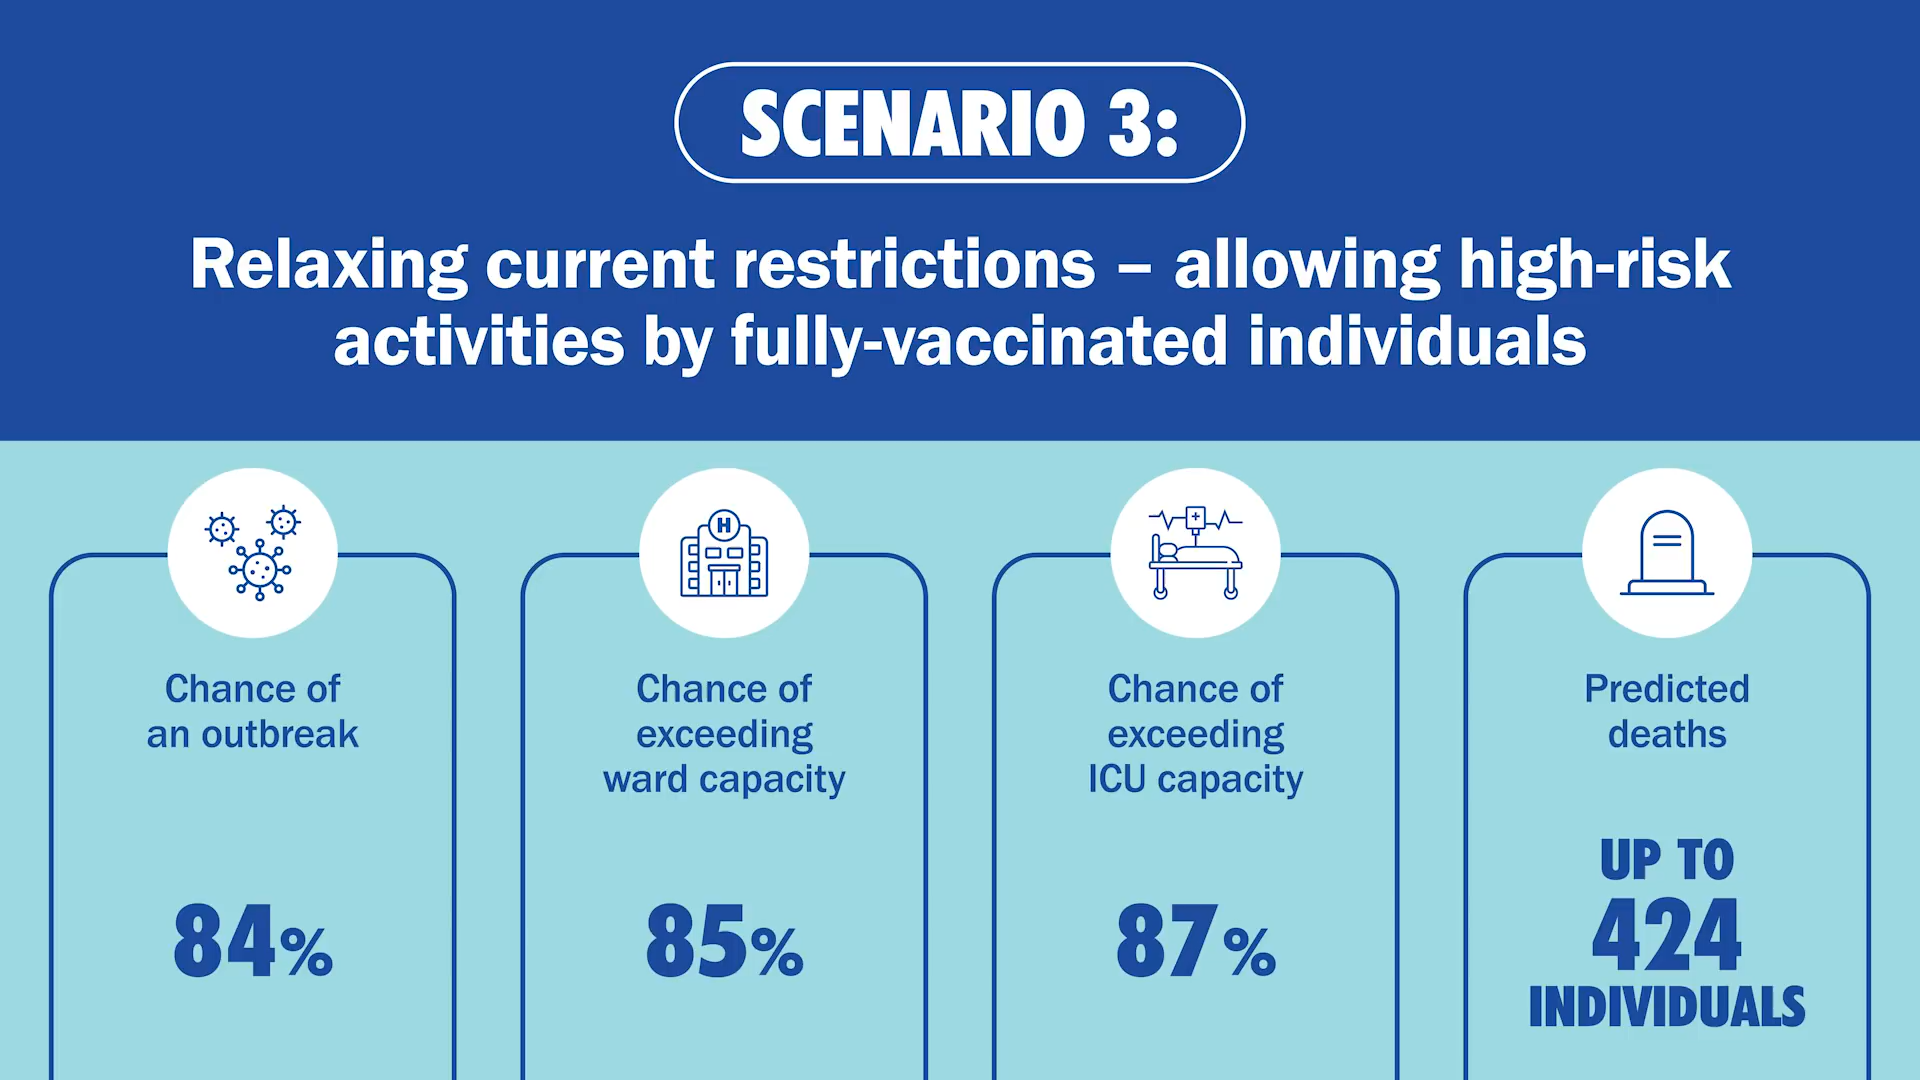 SCENARIO 3:
Relaxing current restrictions – allowing high-risk
activities by fully-vaccinated individuals
H
Chance of
an outbreak
84%
Chance of
exceeding
ward capacity
85%
Chance of
exceeding
ICU capacity
87%
Predicted
deaths
UP TO
424
INDIVIDUALS